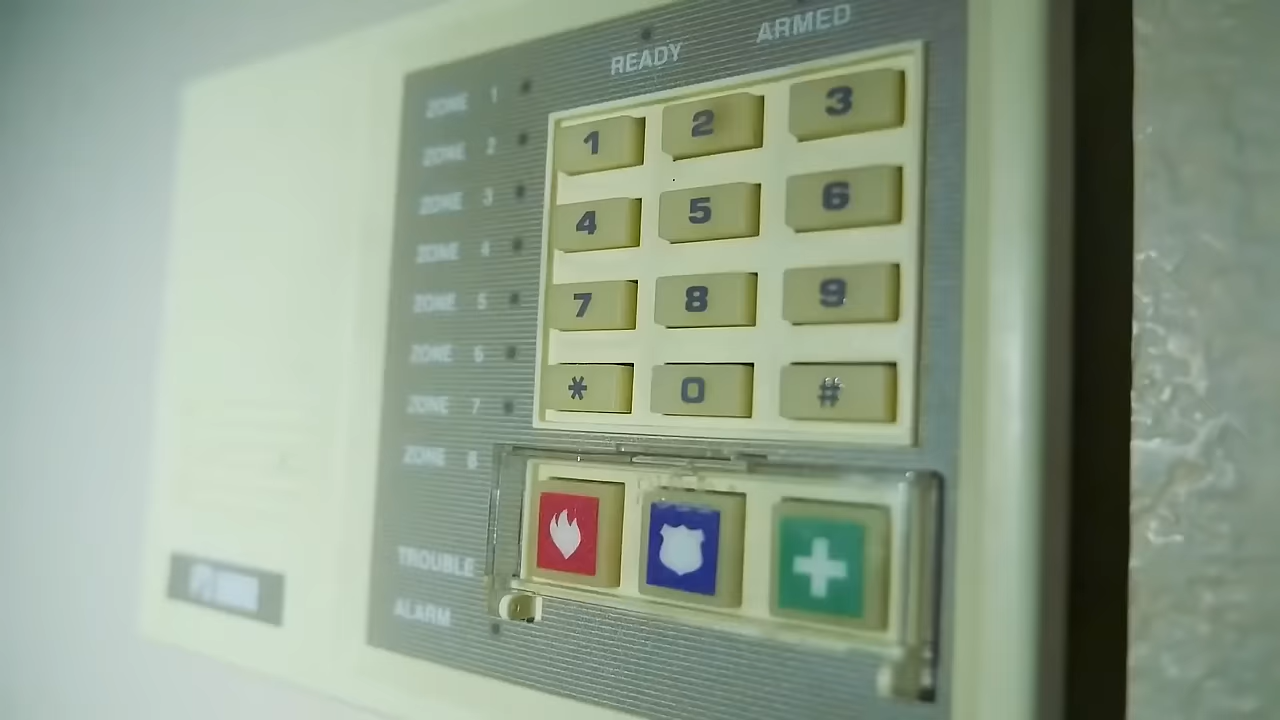 READY ARMED
ZONE 1
ZONE 2
ZONE 3
ZONE 4
ZONE 5
ZONE 6
ZONE 7
ZONE 8
TROUBLE
ALARM
1 2 3
4 5 6
7 8 9
* 0 #